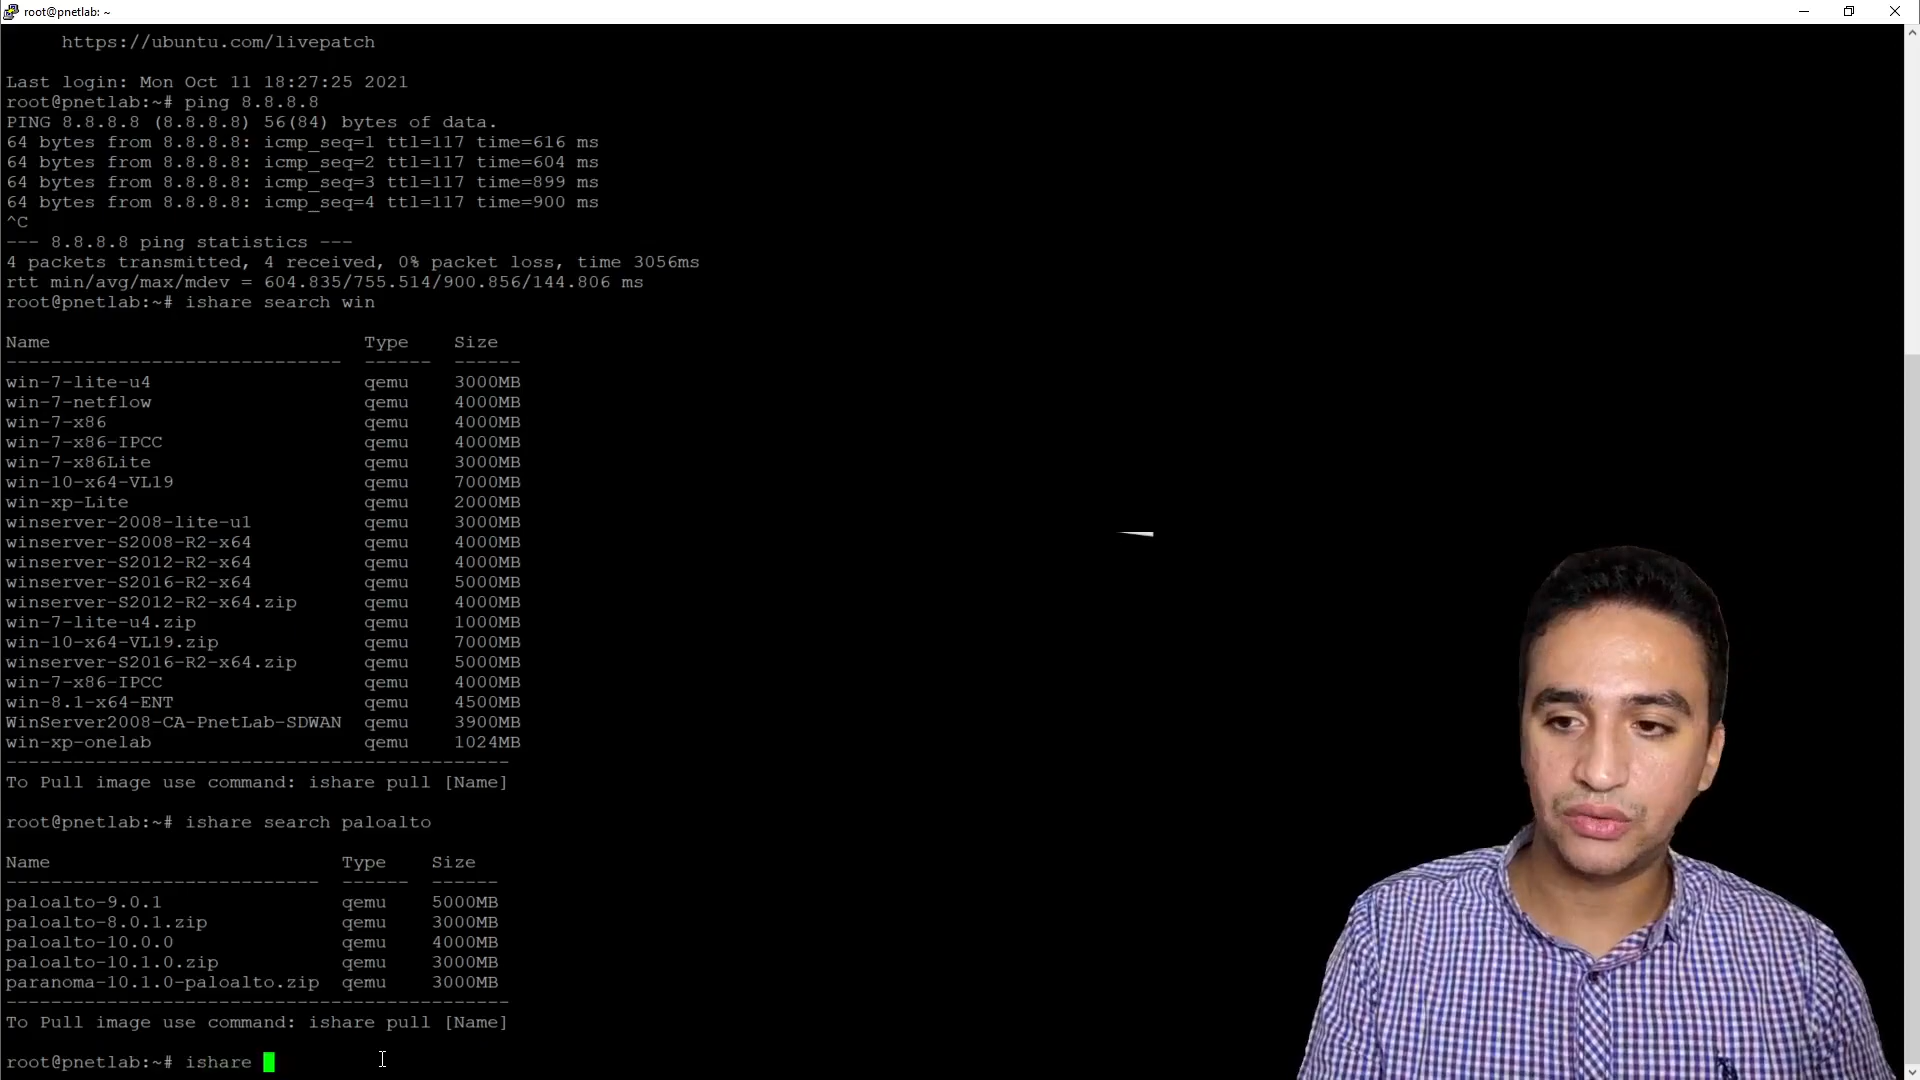 root@pnetlab: ~
https://ubuntu.com/livepatch
Last login: Mon Oct 11 18:27:25 2021
root@pnetlab:~# ping 8.8.8.8
PING 8.8.8.8 (8.8.8.8) 56(84) bytes of data.
64 bytes from 8.8.8.8: icmp_seq=1 ttl=117 time=616 ms
64 bytes from 8.8.8.8: icmp_seq=2 ttl=117 time=604 ms
64 bytes from 8.8.8.8: icmp_seq=3 ttl=117 time=899 ms
64 bytes from 8.8.8.8: icmp_seq=4 ttl=117 time=900 ms
^C
--- 8.8.8.8 ping statistics ---
4 packets transmitted, 4 received, 0% packet loss, time 3056ms
rtt min/avg/max/mdev = 604.835/755.514/900.856/144.806 ms
root@pnetlab:~# ishare search win
Name Type Size
------------------------------ ------ ------
win-7-lite-u4 qemu 3000MB
win-7-netflow qemu 4000MB
win-7-x86 qemu 4000MB
win-7-x86-IPCC qemu 4000MB
win-7-x86Lite qemu 3000MB
win-10-x64-VL19 qemu 7000MB
win-xp-Lite qemu 2000MB
winserver-2008-lite-u1 qemu 3000MB
winserver-S2008-R2-x64 qemu 4000MB
winserver-S2012-R2-x64 qemu 4000MB
winserver-S2016-R2-x64 qemu 5000MB
winserver-S2012-R2-x64.zip qemu 4000MB
win-7-lite-u4.zip qemu 1000MB
win-10-x64-VL19.zip qemu 7000MB
winserver-S2016-R2-x64.zip qemu 5000MB
win-7-x86-IPCC qemu 4000MB
win-8.1-x64-ENT qemu 4500MB
WinServer2008-CA-PnetLab-SDWAN qemu 3900MB
win-xp-onelab qemu 1024MB
---------------------------------------------
To Pull image use command: ishare pull [Name]
root@pnetlab:~# ishare search paloalto
Name Type Size
---------------------------- ------ ------
paloalto-9.0.1 qemu 5000MB
paloalto-8.0.1.zip qemu 3000MB
paloalto-10.0.0 qemu 4000MB
paloalto-10.1.0.zip qemu 3000MB
paranoma-10.1.0-paloalto.zip qemu 3000MB
---------------------------------------------
To Pull image use command: ishare pull [Name]
root@pnetlab:~# ishare